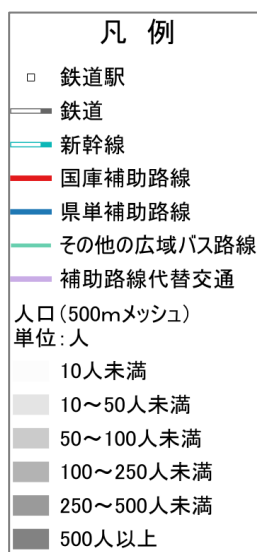 凡 例
鉄道駅
鉄道
新幹線
国庫補助路線
県単補助路線
その他の広域バス路線
補助路線代替交通
人口(500mメッシュ)
単位:人
10人未満
10～50人未満
50～100人未満
100～250人未満
250～500人未満
500人以上